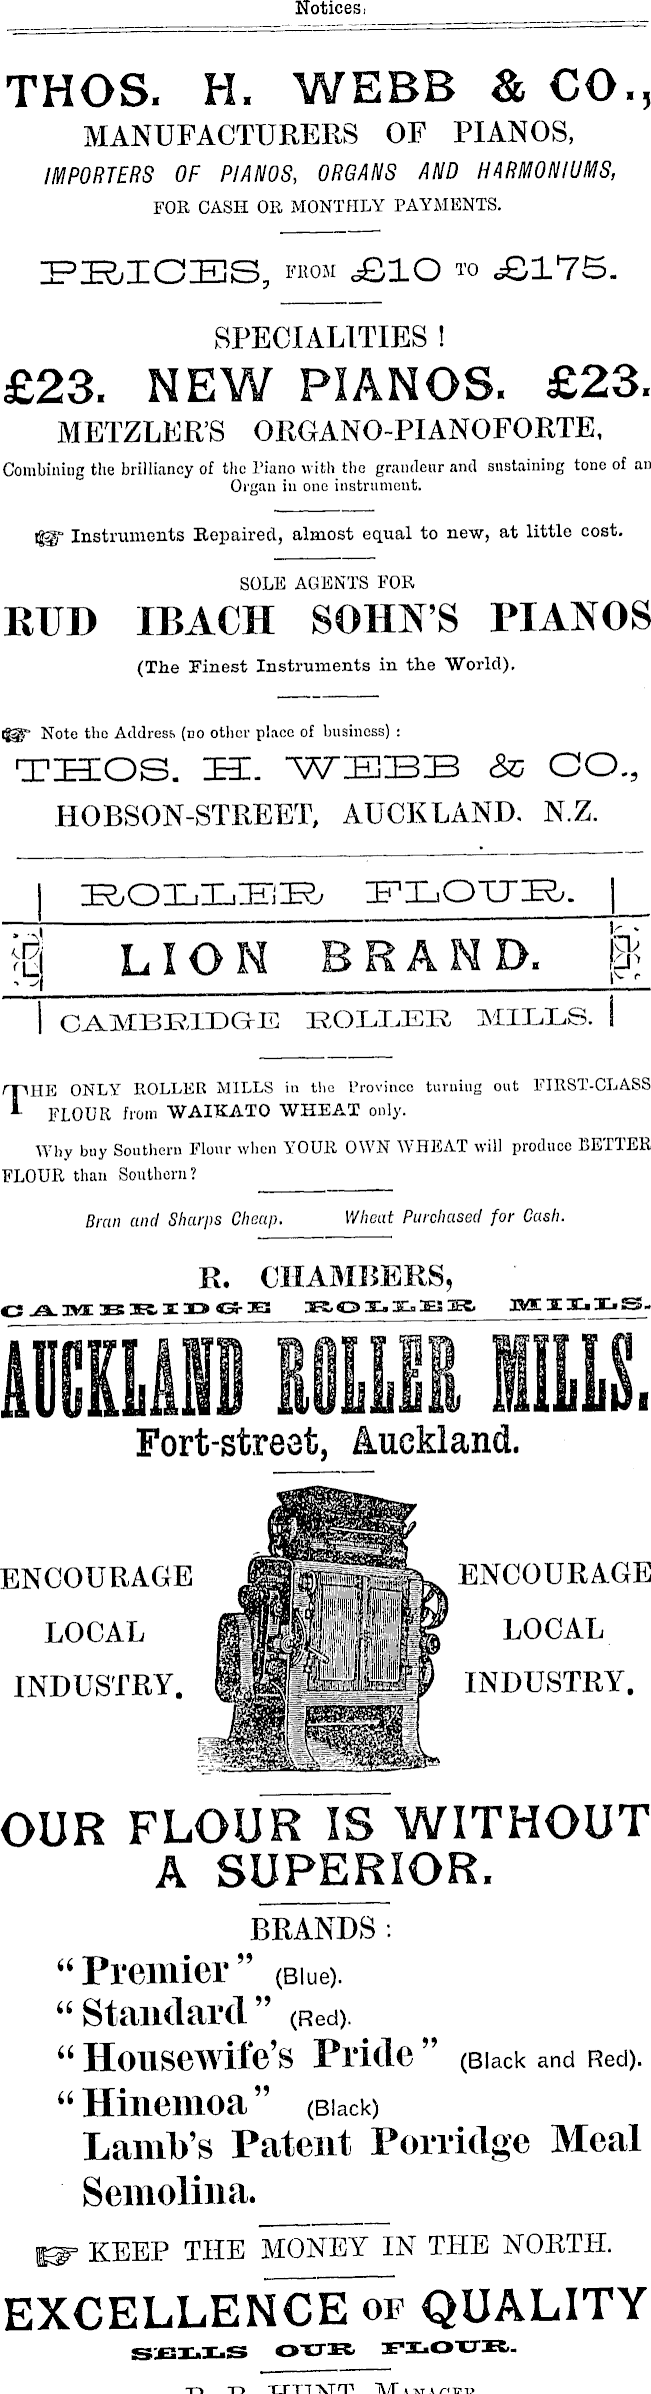 Notices.
THOS. H. WEBB & CO.,
MANUFACTURERS OF PIANOS,
IMPORTERS OF PIANOS, ORGANS AND HARMONIUMS,
FOR CASH OR MONTHLY PAYMENTS.
PRICES, FROM £10 TO £175.
SPECIALITIES !
£23. NEW PIANOS. £23.
METZLER'S ORGANO-PIANOFORTE,
Combining the brilliancy of the Piano with the grandeur and sustaining tone of an
Organ in one instrument.
☞ Instruments Repaired, almost equal to new, at little cost.
SOLE AGENTS FOR
RUD IBACH SOHN'S PIANOS
(The Finest Instruments in the World).
☞ Note the Address (no other place of business) :
THOS. H. WEBB & CO.,
HOBSON-STREET, AUCKLAND. N.Z.
ROLLER FLOUR.
LION BRAND.
CAMBRIDGE ROLLER MILLS.
THE ONLY ROLLER MILLS in the Province turning out FIRST-CLASS
FLOUR from WAIKATO WHEAT only.
Why buy Southern Flour when YOUR OWN WHEAT will produce BETTER
FLOUR than Southern?
Bran and Sharps Cheap. Wheat Purchased for Cash.
R. CHAMBERS,
CAMBRIDGE ROLLER MILLS.
AUCKLAND ROLLER MILLS.
Fort-street, Auckland.
ENCOURAGE
LOCAL
INDUSTRY.
ENCOURAGE
LOCAL
INDUSTRY.
OUR FLOUR IS WITHOUT
A SUPERIOR.
BRANDS :
"Premier" (Blue).
"Standard" (Red).
"Housewife's Pride" (Black and Red).
"Hinemoa" (Black)
Lamb's Patent Porridge Meal
Semolina.
☞ KEEP THE MONEY IN THE NORTH.
EXCELLENCE OF QUALITY
SELLS OUR FLOUR.
HUNT MANAGER